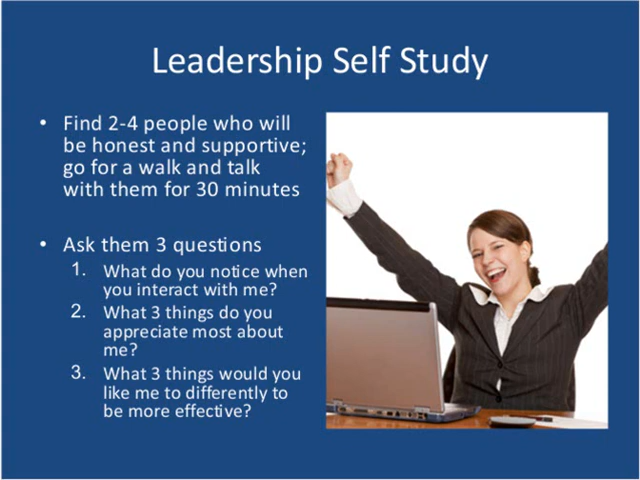 Leadership Self Study
• Find 2-4 people who will
be honest and supportive;
go for a walk and talk
with them for 30 minutes
• Ask them 3 questions
1. What do you notice when
you interact with me?
2. What 3 things do you
appreciate most about
me?
3. What 3 things would you
like me to differently to
be more effective?